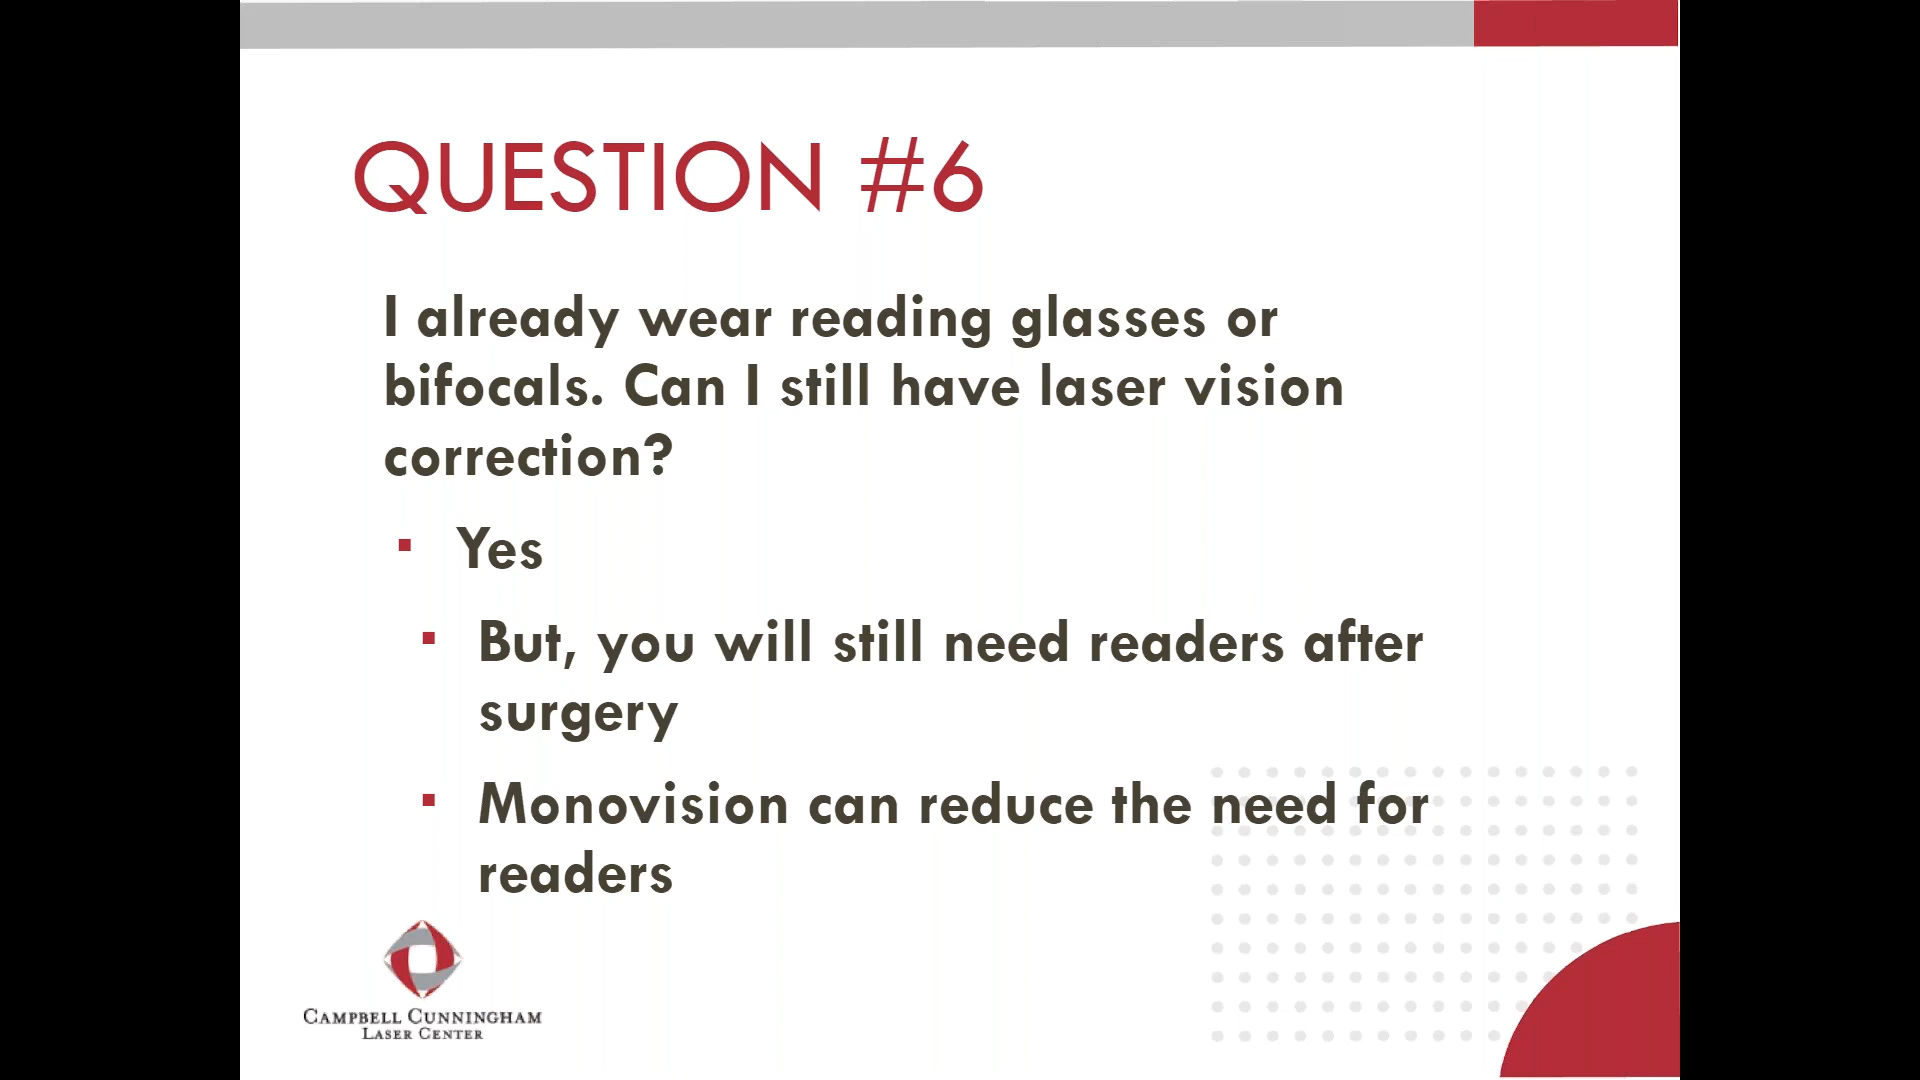 QUESTION #6
I already wear reading glasses or
bifocals. Can I still have laser vision
correction?
Yes
But, you will still need readers after
surgery
Monovision can reduce the need for
readers
CAMPBELL CUNNINGHAM
LASER CENTER